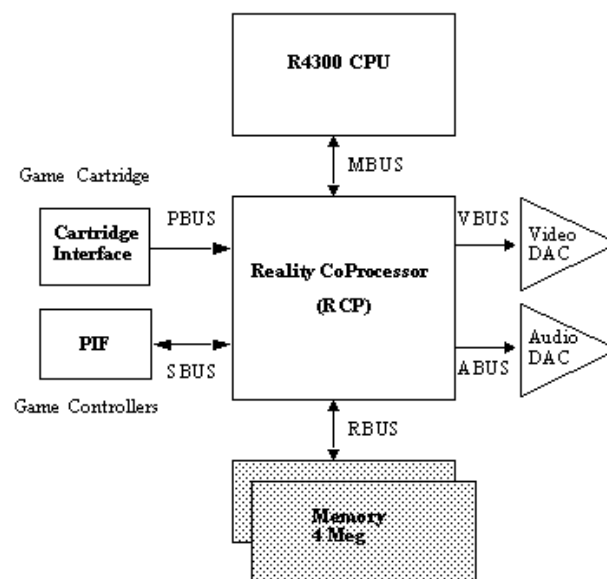 R4300 CPU
MBUS
Game Cartridge
PBUS
VBUS
Cartridge
Interface
Video
DAC
Reality CoProcessor
(RCP)
PIF
SBUS
Audio
DAC
ABUS
Game Controllers
RBUS
Memory
4 Meg